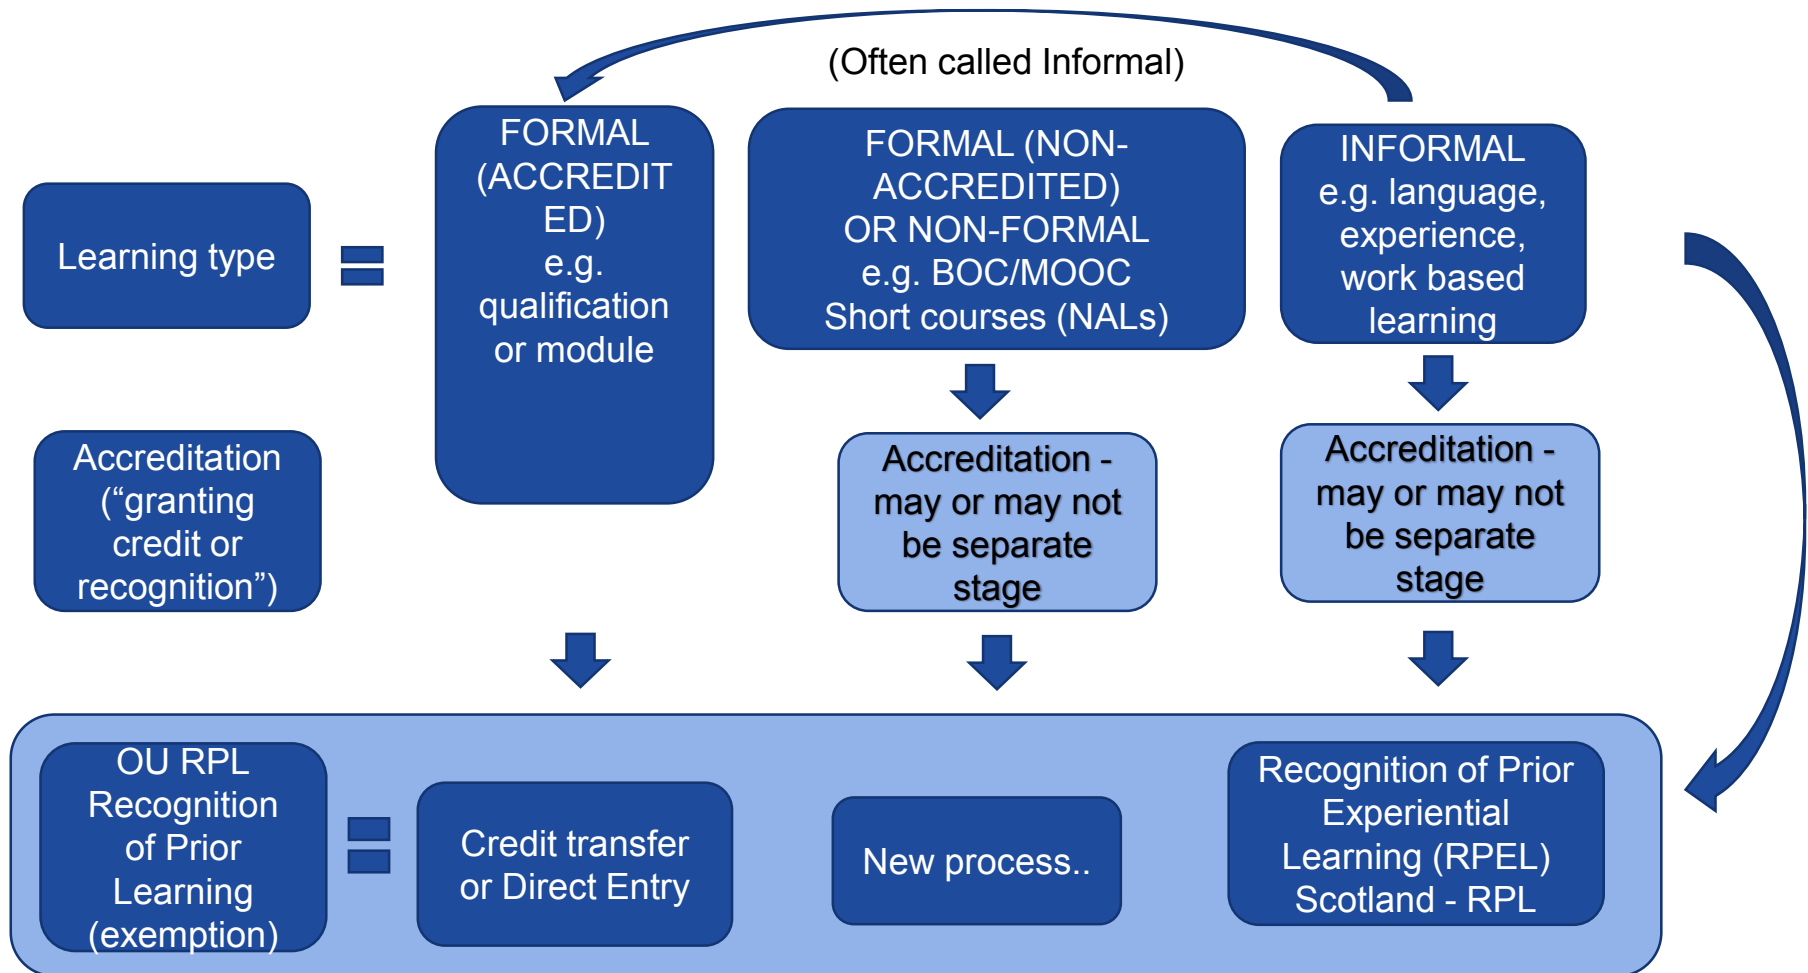 (Often called Informal)
FORMAL
(ACCREDIT
ED)
e.g.
qualification
or module
FORMAL (NON-
ACCREDITED)
OR NON-FORMAL
e.g. BOC/MOOC
Short courses (NALs)
INFORMAL
e.g. language,
experience,
work based
learning
Learning type
Accreditation
(“granting
credit or
recognition”)
Accreditation -
may or may not
be separate
stage
Accreditation -
may or may not
be separate
stage
OU RPL
Recognition
of Prior
Learning
(exemption)
Credit transfer
or Direct Entry
New process..
Recognition of Prior
Experiential
Learning (RPEL)
Scotland - RPL